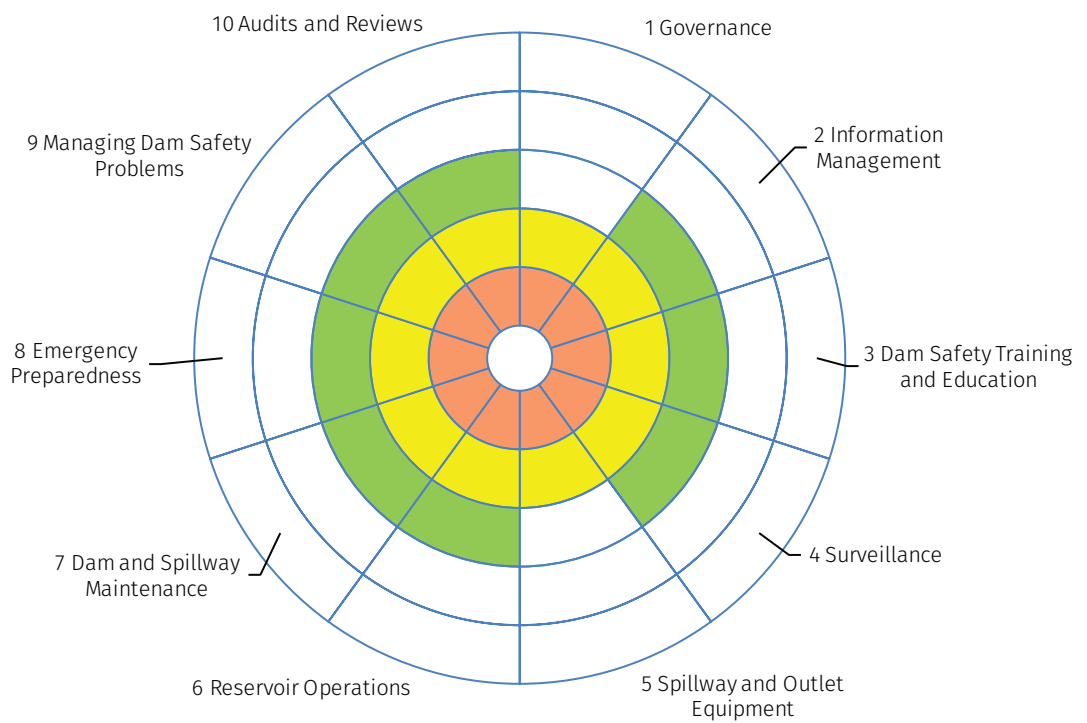 10 Audits and Reviews
1 Governance
2 Information
Management
3 Dam Safety Training
and Education
4 Surveillance
5 Spillway and Outlet
Equipment
6 Reservoir Operations
7 Dam and Spillway
Maintenance
8 Emergency
Preparedness
9 Managing Dam Safety
Problems